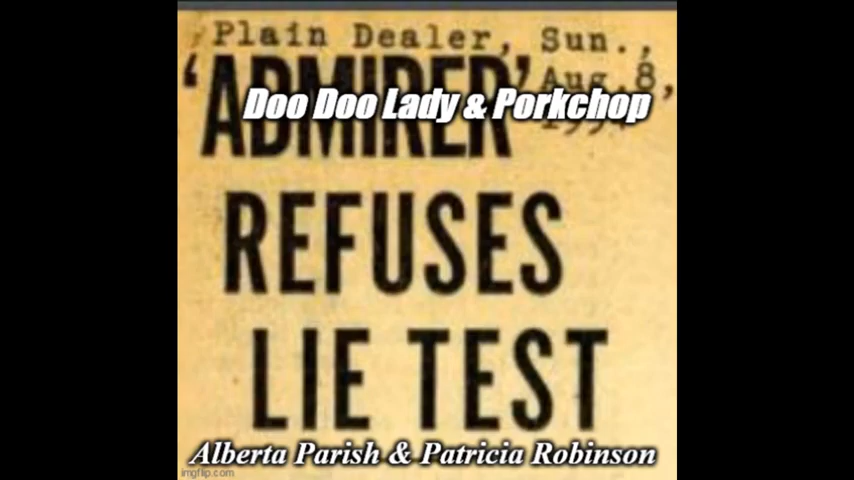 Plain Dealer, Sun.,
Aug. 8,
'ADMIRER'
Doo Doo Lady & Porkchop
REFUSES
LIE TEST
Alberta Parish & Patricia Robinson
imgflip.com